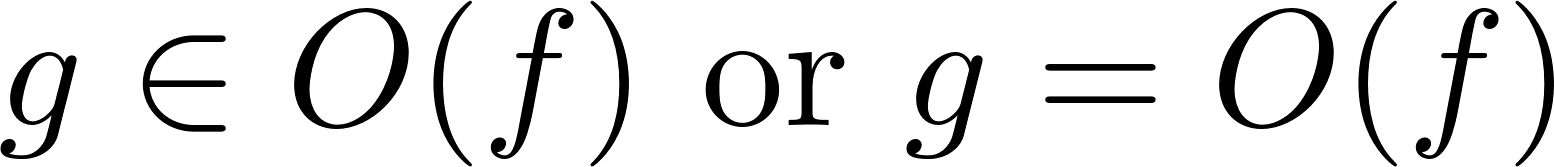 g ∈ O(f) or g = O(f)